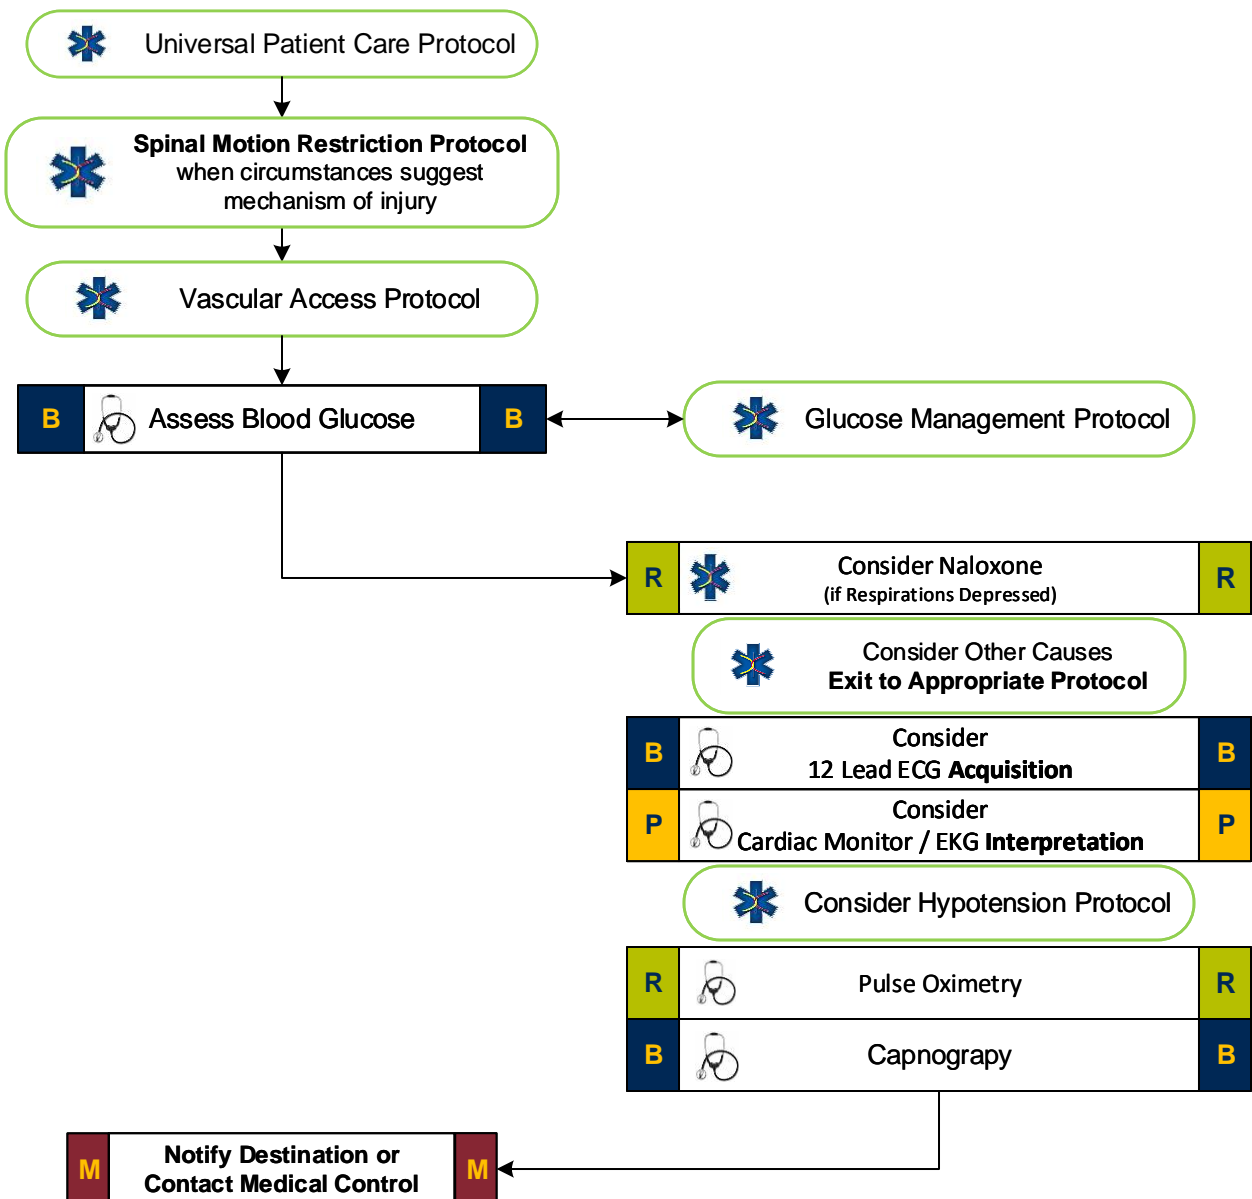 Universal Patient Care Protocol
Spinal Motion Restriction Protocol
when circumstances suggest
mechanism of injury
Vascular Access Protocol
B Assess Blood Glucose B
Glucose Management Protocol
R Consider Naloxone R
(if Respirations Depressed)
Consider Other Causes
Exit to Appropriate Protocol
B Consider B
12 Lead ECG Acquisition
P Consider P
Cardiac Monitor / EKG Interpretation
Consider Hypotension Protocol
R Pulse Oximetry R
B Capnograpy B
M Notify Destination or M
Contact Medical Control